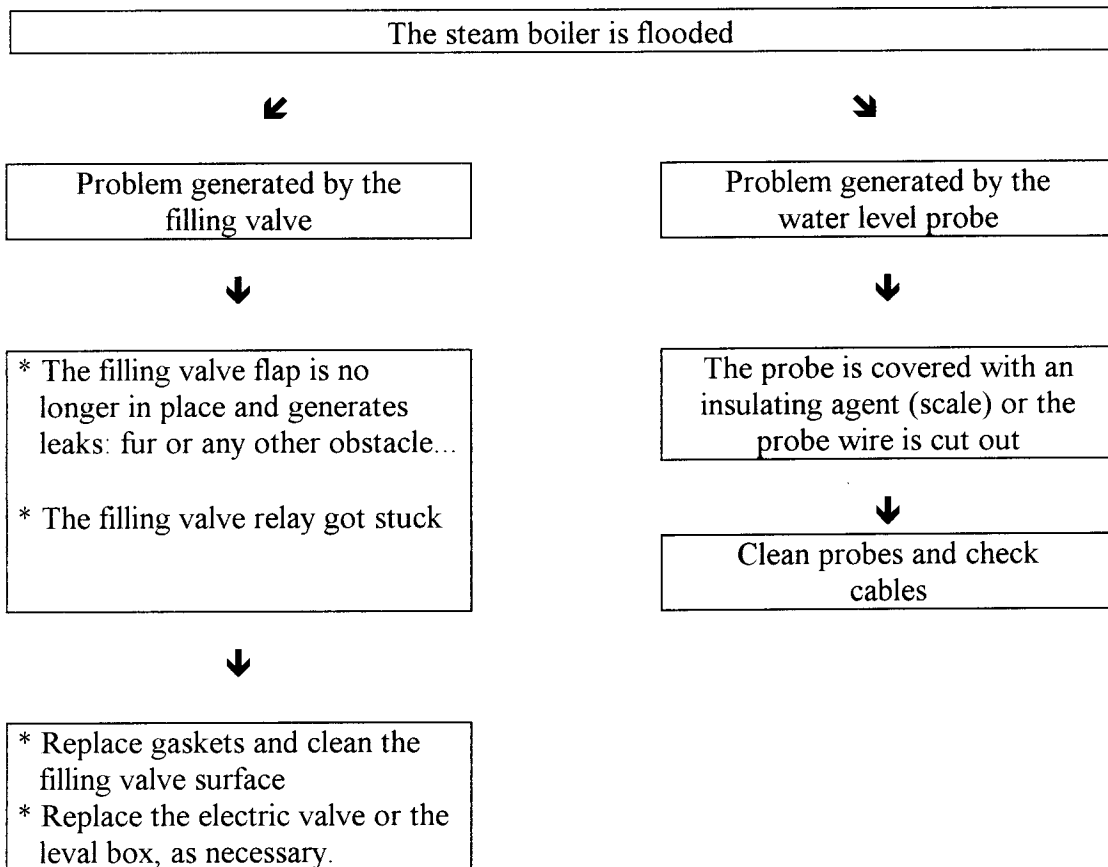 The steam boiler is flooded
Problem generated by the
filling valve
Problem generated by the
water level probe
* The filling valve flap is no
longer in place and generates
leaks: fur or any other obstacle...
* The filling valve relay got stuck
The probe is covered with an
insulating agent (scale) or the
probe wire is cut out
Clean probes and check
cables
* Replace gaskets and clean the
filling valve surface
* Replace the electric valve or the
leval box, as necessary.